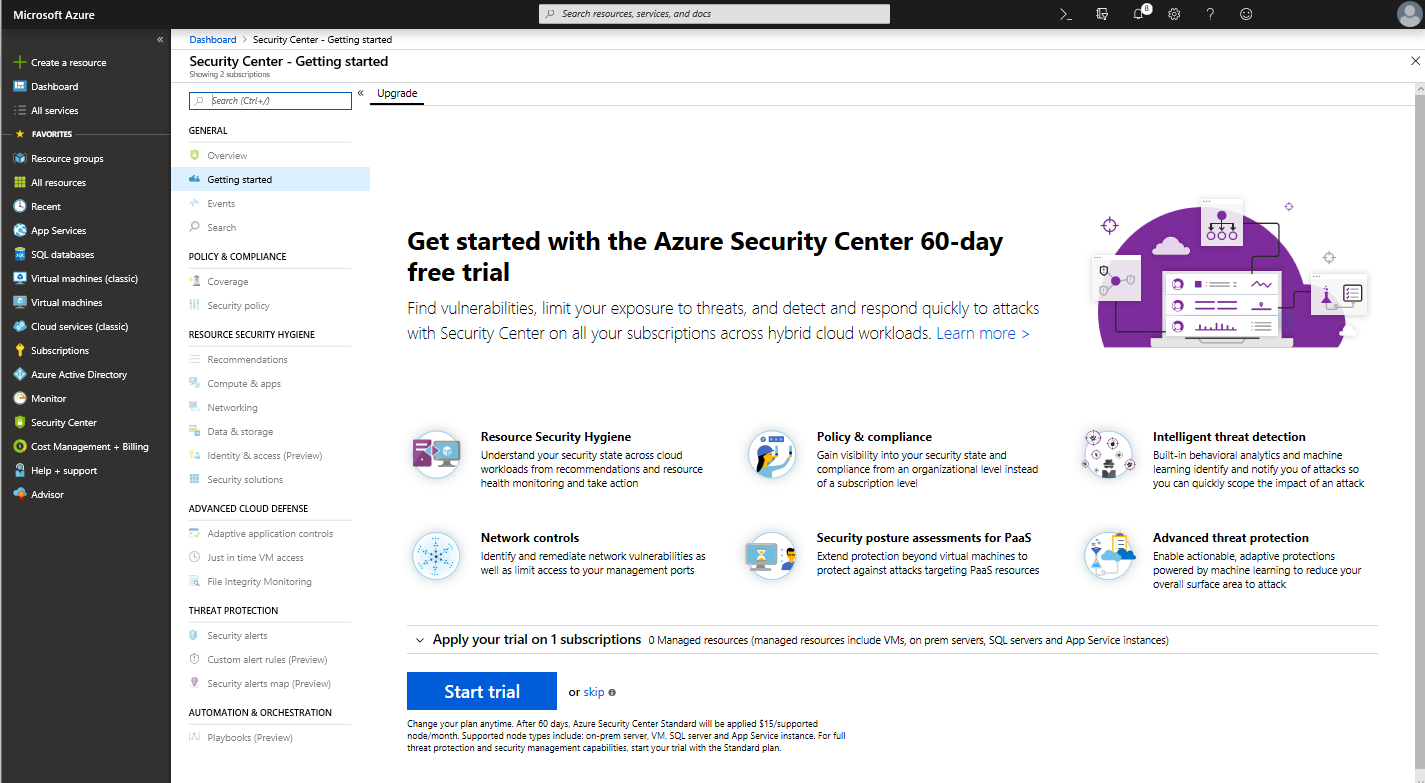 Microsoft Azure
Search resources, services, and docs
8
Create a resource
Dashboard
All services
FAVORITES
Resource groups
All resources
Recent
App Services
SQL databases
Virtual machines (classic)
Virtual machines
Cloud services (classic)
Subscriptions
Azure Active Directory
Monitor
Security Center
Cost Management + Billing
Help + support
Advisor
Dashboard > Security Center - Getting started
Security Center - Getting started
Showing 2 subscriptions
Search (Ctrl+/)
GENERAL
Overview
Getting started
Events
Search
POLICY & COMPLIANCE
Coverage
Security policy
RESOURCE SECURITY HYGIENE
Recommendations
Compute & apps
Networking
Data & storage
Identity & access (Preview)
Security solutions
ADVANCED CLOUD DEFENSE
Adaptive application controls
Just in time VM access
File Integrity Monitoring
THREAT PROTECTION
Security alerts
Custom alert rules (Preview)
Security alerts map (Preview)
AUTOMATION & ORCHESTRATION
Playbooks (Preview)
Upgrade
Get started with the Azure Security Center 60-day
free trial
Find vulnerabilities, limit your exposure to threats, and detect and respond quickly to attacks
with Security Center on all your subscriptions across hybrid cloud workloads. Learn more >
Resource Security Hygiene
Understand your security state across cloud
workloads from recommendations and resource
health monitoring and take action
Policy & compliance
Gain visibility into your security state and
compliance from an organizational level instead
of a subscription level
Intelligent threat detection
Built-in behavioral analytics and machine
learning identify and notify you of attacks so
you can quickly scope the impact of an attack
Network controls
Identify and remediate network vulnerabilities as
well as limit access to your management ports
Security posture assessments for PaaS
Extend protection beyond virtual machines to
protect against attacks targeting PaaS resources
Advanced threat protection
Enable actionable, adaptive protections
powered by machine learning to reduce your
overall surface area to attack
Apply your trial on 1 subscriptions 0 Managed resources (managed resources include VMs, on prem servers, SQL servers and App Service instances)
Start trial or skip
Change your plan anytime. After 60 days, Azure Security Center Standard will be applied $15/supported
node/month. Supported node types include: on-prem server, VM, SQL server and App Service instance. For full
threat protection and security management capabilities, start your trial with the Standard plan.